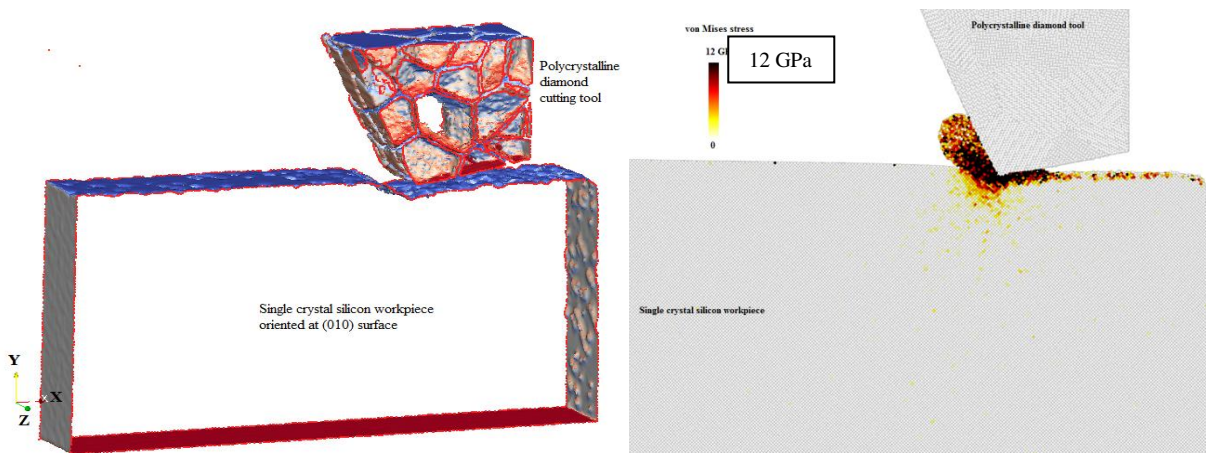 Polycrystalline
diamond
cutting tool
Single crystal silicon workpiece
oriented at (010) surface
Y
X
Z
von Mises stress
12 G
12 GPa
0
Polycrystalline diamond tool
Single crystal silicon workpiece